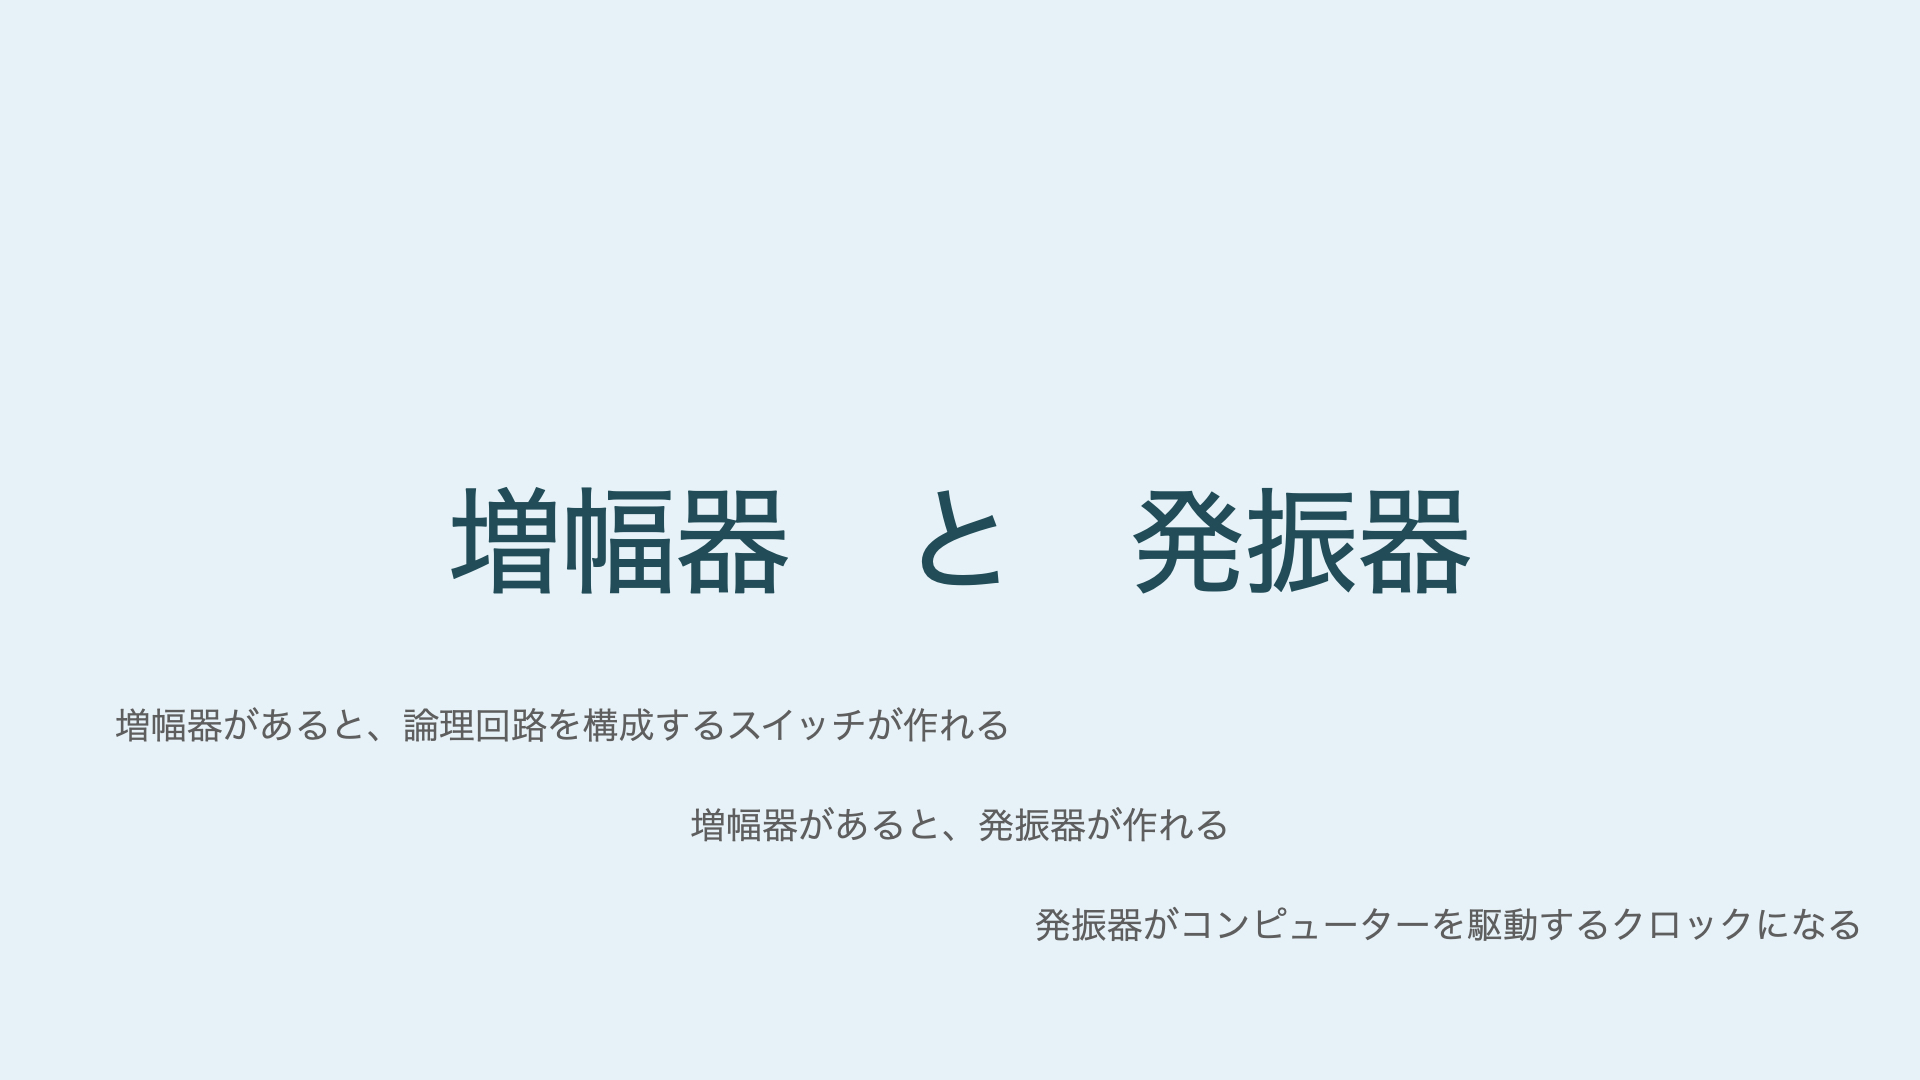 増幅器　と　発振器
増幅器があると、論理回路を構成するスイッチが作れる
増幅器があると、発振器が作れる
発振器がコンピューターを駆動するクロックになる